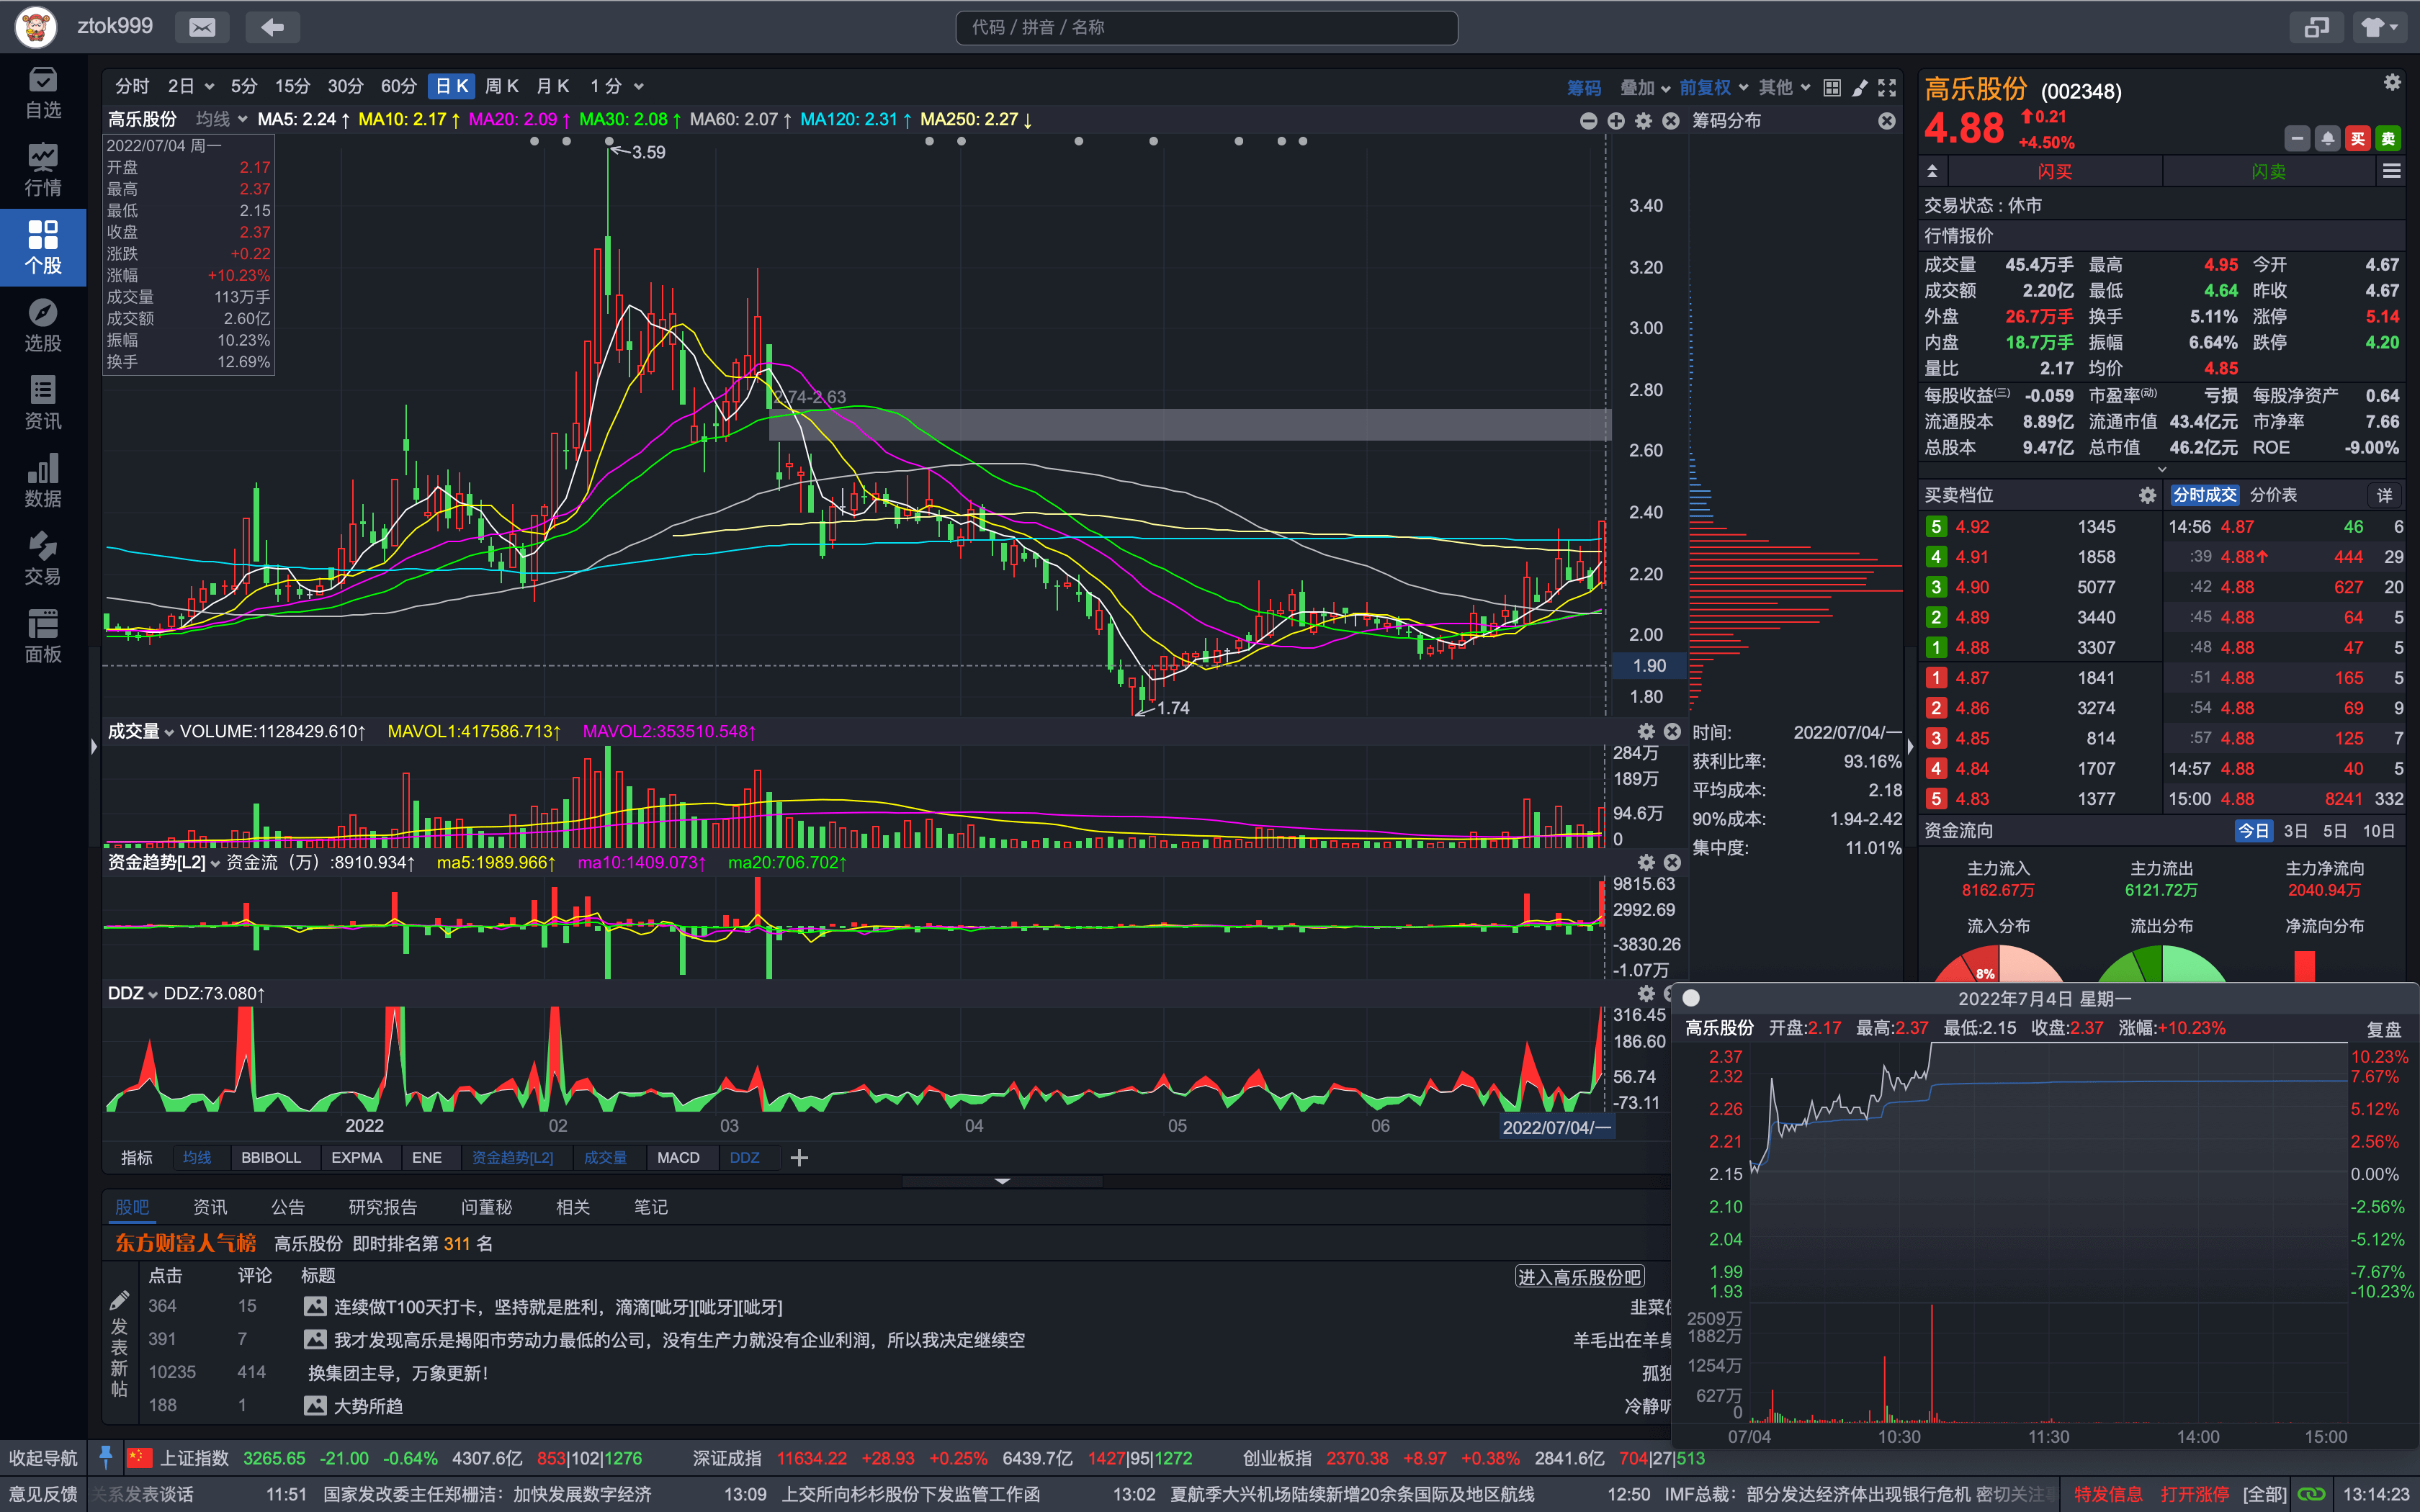 ztok999
代码 / 拼音 / 名称
自选
行情
个股
选股
资讯
数据
交易
面板
分时 2日 5分 15分 30分 60分 日K 周K 月K 1分
筹码 叠加 前复权 其他
高乐股份 均线 MA5: 2.24 ↑ MA10: 2.17 ↑ MA20: 2.09 ↑ MA30: 2.08 ↑ MA60: 2.07 ↑ MA120: 2.31 ↑ MA250: 2.27 ↓
筹码分布
2022/07/04 周一
开盘 2.17
最高 2.37
最低 2.15
收盘 2.37
涨跌 +0.22
涨幅 +10.23%
成交量 113万手
成交额 2.60亿
振幅 10.23%
换手 12.69%
3.59
2.74-2.63
1.74
3.40
3.20
3.00
2.80
2.60
2.40
2.20
2.00
1.90
1.80
成交量 VOLUME:1128429.610↑ MAVOL1:417586.713↑ MAVOL2:353510.548↑
284万
189万
94.6万
0
资金趋势[L2] 资金流（万）:8910.934↑ ma5:1989.966↑ ma10:1409.073↑ ma20:706.702↑
9815.63
2992.69
-3830.26
-1.07万
DDZ DDZ:73.080↑
316.45
186.60
56.74
-73.11
2022 02 03 04 05 06 2022/07/04/一
时间: 2022/07/04/一
获利比率: 93.16%
平均成本: 2.18
90%成本: 1.94-2.42
集中度: 11.01%
指标 均线 BBIBOLL EXPMA ENE 资金趋势[L2] 成交量 MACD DDZ
股吧 资讯 公告 研究报告 问董秘 相关 笔记
东方财富人气榜 高乐股份 即时排名第 311 名
点击 评论 标题
进入高乐股份吧
发表新帖
364 15 连续做T100天打卡，坚持就是胜利，滴滴[呲牙][呲牙][呲牙] 韭菜
391 7 我才发现高乐是揭阳市劳动力最低的公司，没有生产力就没有企业利润，所以我决定继续空 羊毛出在羊身
10235 414 换集团主导，万象更新！ 孤独
188 1 大势所趋 冷静听
高乐股份 (002348)
4.88 0.21
+4.50%
买 卖
闪买 闪卖
交易状态 : 休市
行情报价
成交量 45.4万手 最高 4.95 今开 4.67
成交额 2.20亿 最低 4.64 昨收 4.67
外盘 26.7万手 换手 5.11% 涨停 5.14
内盘 18.7万手 振幅 6.64% 跌停 4.20
量比 2.17 均价 4.85
每股收益(三) -0.059 市盈率(动) 亏损 每股净资产 0.64
流通股本 8.89亿 流通市值 43.4亿元 市净率 7.66
总股本 9.47亿 总市值 46.2亿元 ROE -9.00%
买卖档位 分时成交 分价表 详
5 4.92 1345 14:56 4.87 46 6
4 4.91 1858 :39 4.88↑ 444 29
3 4.90 5077 :42 4.88 627 20
2 4.89 3440 :45 4.88 64 5
1 4.88 3307 :48 4.88 47 5
1 4.87 1841 :51 4.88 165 5
2 4.86 3274 :54 4.88 69 9
3 4.85 814 :57 4.88 125 7
4 4.84 1707 14:57 4.88 40 5
5 4.83 1377 15:00 4.88 8241 332
资金流向 今日 3日 5日 10日
主力流入 主力流出 主力净流向
8162.67万 6121.72万 2040.94万
流入分布 流出分布 净流向分布
8%
2022年7月4日 星期一
高乐股份 开盘:2.17 最高:2.37 最低:2.15 收盘:2.37 涨幅:+10.23% 复盘
2.37 10.23%
2.32 7.67%
2.26 5.12%
2.21 2.56%
2.15 0.00%
2.10 -2.56%
2.04 -5.12%
1.99 -7.67%
1.93 -10.23%
2509万
1882万
1254万
627万
0
07/04 10:30 11:30 14:00 15:00
收起导航 上证指数 3265.65 -21.00 -0.64% 4307.6亿 853|102|1276 深证成指 11634.22 +28.93 +0.25% 6439.7亿 1427|95|1272 创业板指 2370.38 +8.97 +0.38% 2841.6亿 704|27|513
意见反馈 关系发表谈话 11:51 国家发改委主任郑栅洁：加快发展数字经济 13:09 上交所向杉杉股份下发监管工作函 13:02 夏航季大兴机场陆续新增20余条国际及地区航线 12:50 IMF总裁：部分发达经济体出现银行危机 密切关注 特发信息 打开涨停 [全部] 13:14:23